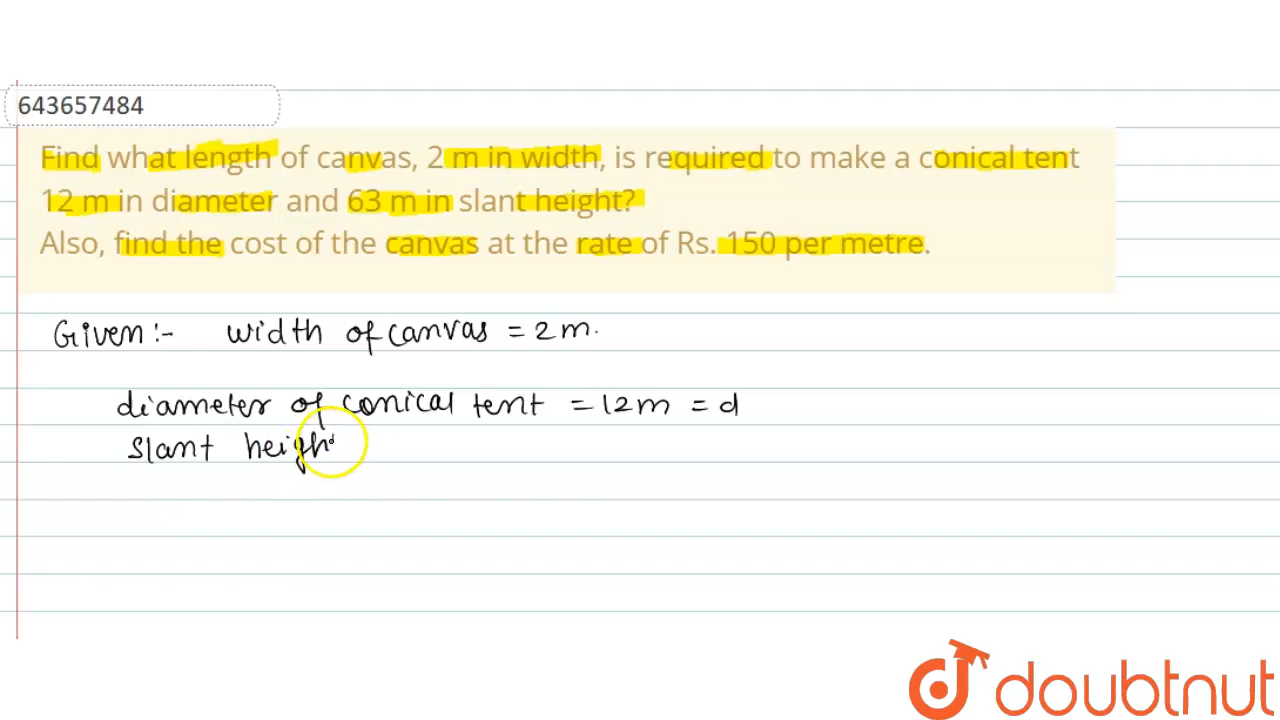 643657484
Find what length of canvas, 2 m in width, is required to make a conical tent
12 m in diameter and 63 m in slant height?
Also, find the cost of the canvas at the rate of Rs. 150 per metre.
Given :- width of canvas = 2 m.
diameter of conical tent = 12 m = d
Slant heigh
doubtnut